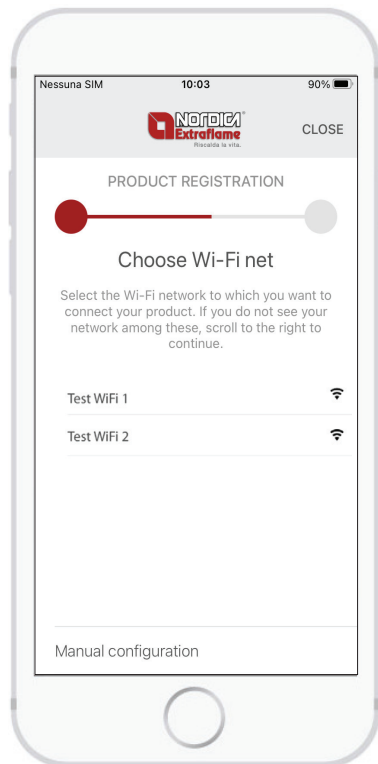 Nessuna SIM 10:03 90%
NORDICA®
Extraflame
Riscalda la vita.
CLOSE
PRODUCT REGISTRATION
Choose Wi-Fi net
Select the Wi-Fi network to which you want to
connect your product. If you do not see your
network among these, scroll to the right to
continue.
Test WiFi 1
Test WiFi 2
Manual configuration